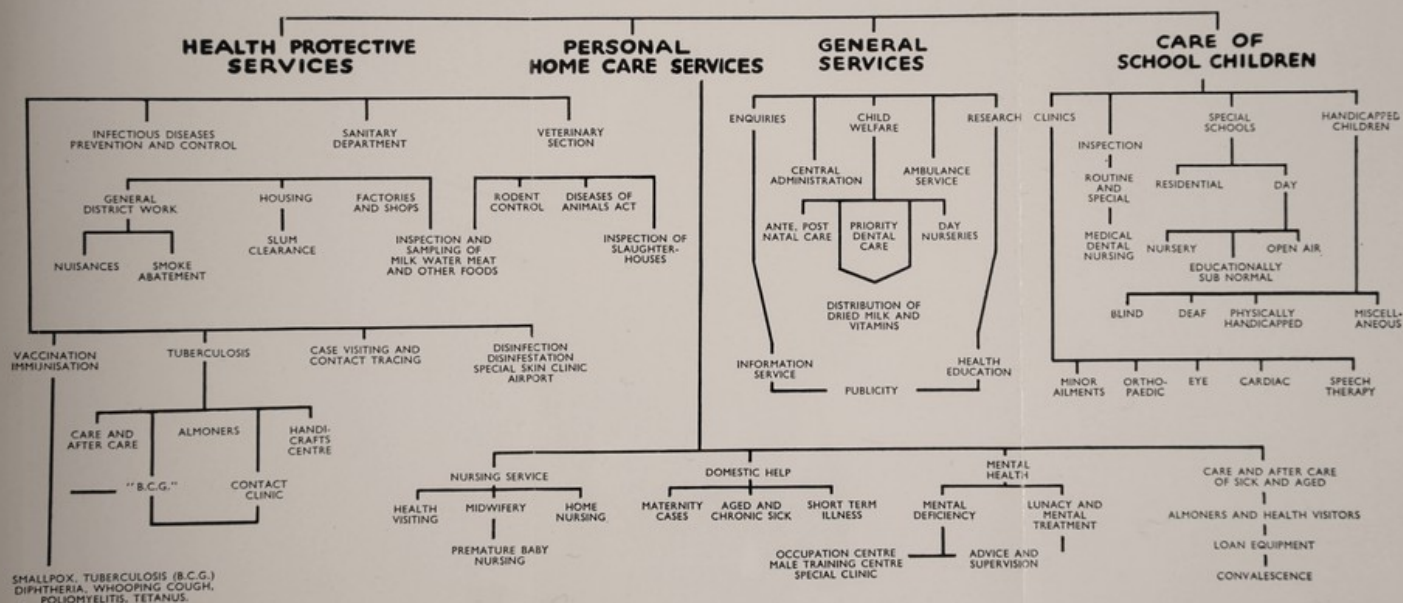 HEALTH PROTECTIVE
SERVICES
PERSONAL
HOME CARE SERVICES
GENERAL
SERVICES
CARE OF
SCHOOL CHILDREN
INFECTIOUS DISEASES
PREVENTION AND CONTROL
SANITARY
DEPARTMENT
VETERINARY
SECTION
GENERAL
DISTRICT WORK
HOUSING
FACTORIES
AND SHOPS
RODENT
CONTROL
DISEASES OF
ANIMALS ACT
NUISANCES
SMOKE
ABATEMENT
SLUM
CLEARANCE
INSPECTION AND
SAMPLING OF
MILK WATER MEAT
AND OTHER FOODS
INSPECTION OF
SLAUGHTER-
HOUSES
VACCINATION
IMMUNISATION
TUBERCULOSIS
CASE VISITING AND
CONTACT TRACING
DISINFECTION
DISINFESTATION
SPECIAL SKIN CLINIC
AIRPORT
CARE AND
AFTER CARE
ALMONERS
HANDI-
CRAFTS
CENTRE
"B.C.G."
CONTACT
CLINIC
SMALLPOX, TUBERCULOSIS (B.C.G.)
DIPHTHERIA, WHOOPING COUGH,
POLIOMYELITIS, TETANUS.
ENQUIRIES
CHILD
WELFARE
RESEARCH
CENTRAL
ADMINISTRATION
AMBULANCE
SERVICE
ANTE, POST
NATAL CARE
PRIORITY
DENTAL
CARE
DAY
NURSERIES
DISTRIBUTION OF
DRIED MILK AND
VITAMINS
INFORMATION
SERVICE
HEALTH
EDUCATION
PUBLICITY
CLINICS
INSPECTION
ROUTINE
AND
SPECIAL
MEDICAL
DENTAL
NURSING
SPECIAL
SCHOOLS
HANDICAPPED
CHILDREN
RESIDENTIAL
DAY
NURSERY
OPEN AIR
EDUCATIONALLY
SUB NORMAL
BLIND
DEAF
PHYSICALLY
HANDICAPPED
MISCELL-
ANEOUS
MINOR
AILMENTS
ORTHO-
PAEDIC
EYE
CARDIAC
SPEECH
THERAPY
NURSING SERVICE
DOMESTIC HELP
MENTAL
HEALTH
CARE AND AFTER CARE
OF SICK AND AGED
HEALTH
VISITING
MIDWIFERY
HOME
NURSING
PREMATURE BABY
NURSING
MATERNITY
CASES
AGED AND
CHRONIC SICK
SHORT TERM
ILLNESS
MENTAL
DEFICIENCY
LUNACY AND
MENTAL
TREATMENT
OCCUPATION CENTRE
MALE TRAINING CENTRE
SPECIAL CLINIC
ADVICE AND
SUPERVISION
ALMONERS AND HEALTH VISITORS
LOAN EQUIPMENT
CONVALESCENCE